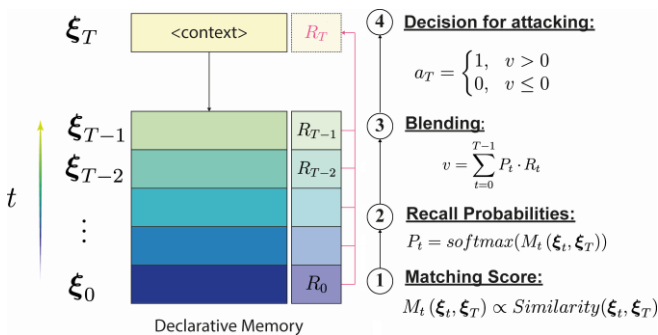 ξ_T <context> R_T
ξ_{T−1} R_{T−1}
ξ_{T−2} R_{T−2}
t
⋮
ξ_0 R_0
Declarative Memory
4 Decision for attacking:
a_T = { 1, v > 0
0, v ≤ 0
3 Blending:
v = ∑_{t=0}^{T−1} P_t · R_t
2 Recall Probabilities:
P_t = softmax(M_t (ξ_t, ξ_T))
1 Matching Score:
M_t (ξ_t, ξ_T) ∝ Similarity(ξ_t, ξ_T)